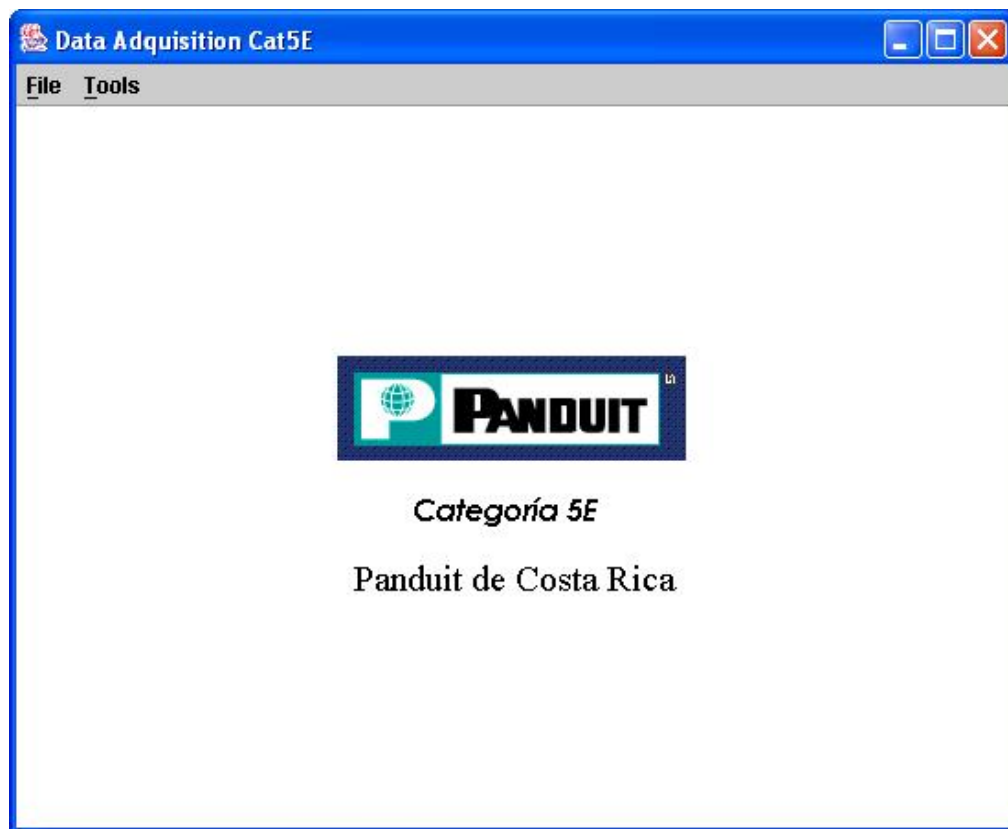 Data Adquisition Cat5E
File Tools
P PANDUIT
Categoría 5E
Panduit de Costa Rica